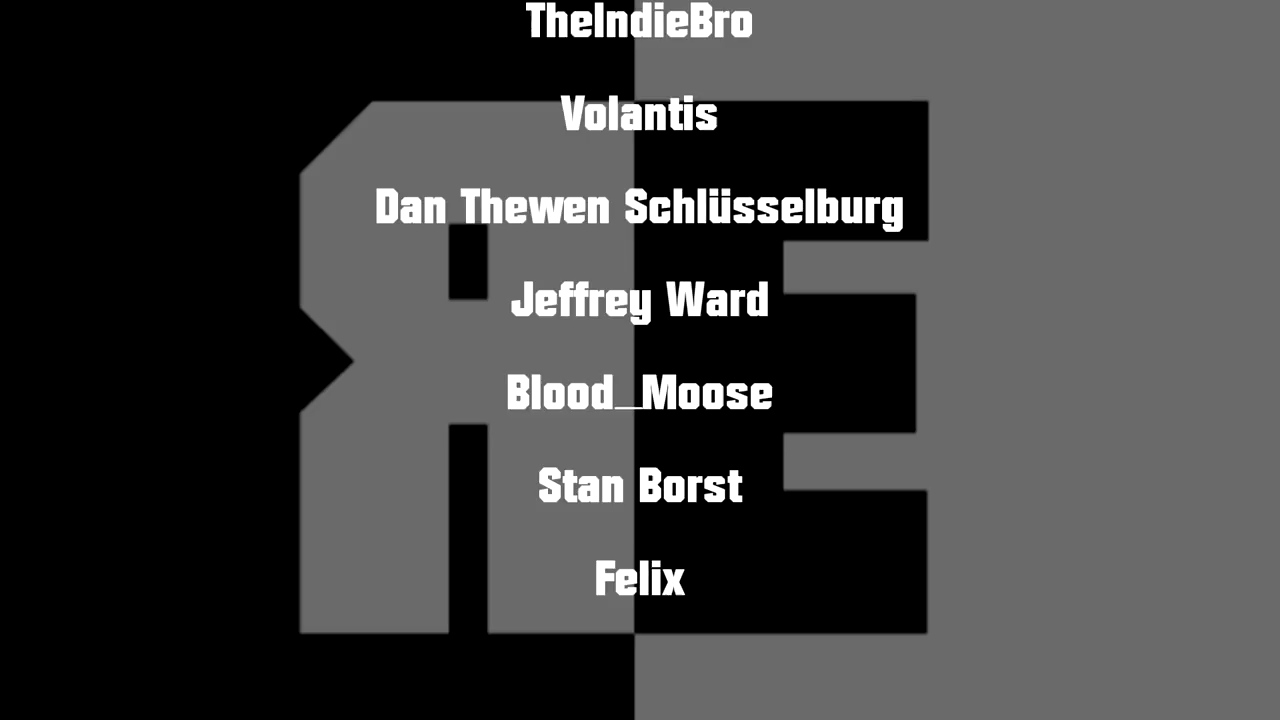 TheIndieBro
Volantis
Dan Thewen Schlüsselburg
Jeffrey Ward
Blood_Moose
Stan Borst
Felix